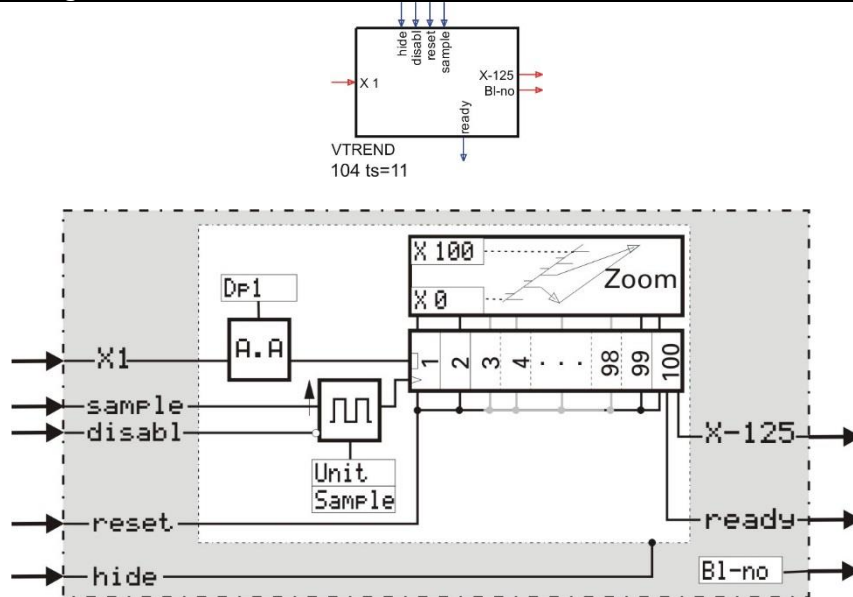 hide
disabl
reset
sample
X 1
X-125
Bl-no
ready
VTREND
104 ts=11
X 100
Zoom
X 0
Dp1
A.A
X1
1 2 3 4 · · · 98 99 100
sample
disabl
X-125
Unit
Sample
reset
ready
hide
Bl-no